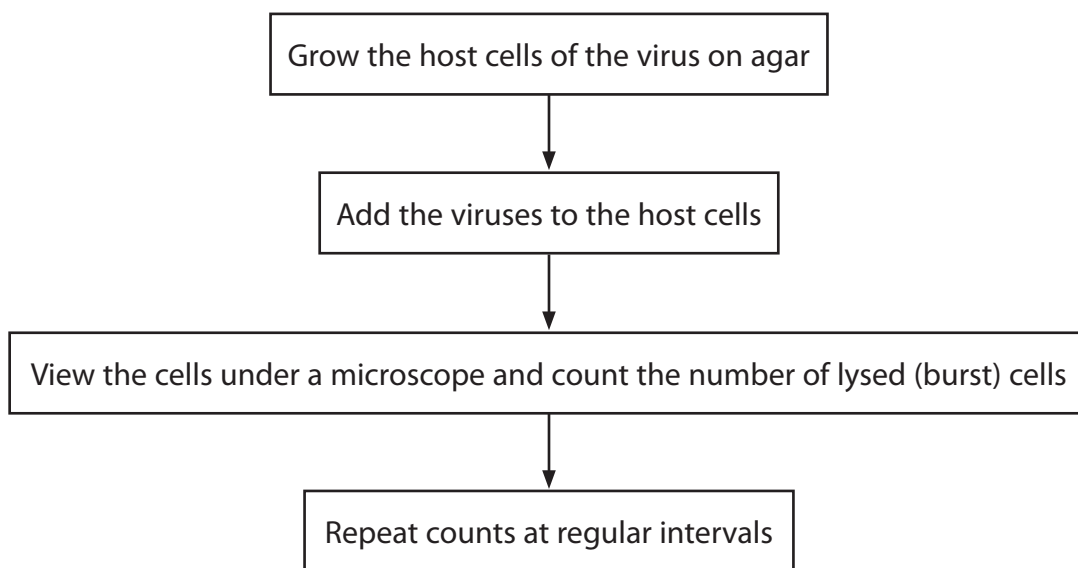 Grow the host cells of the virus on agar
Add the viruses to the host cells
View the cells under a microscope and count the number of lysed (burst) cells
Repeat counts at regular intervals